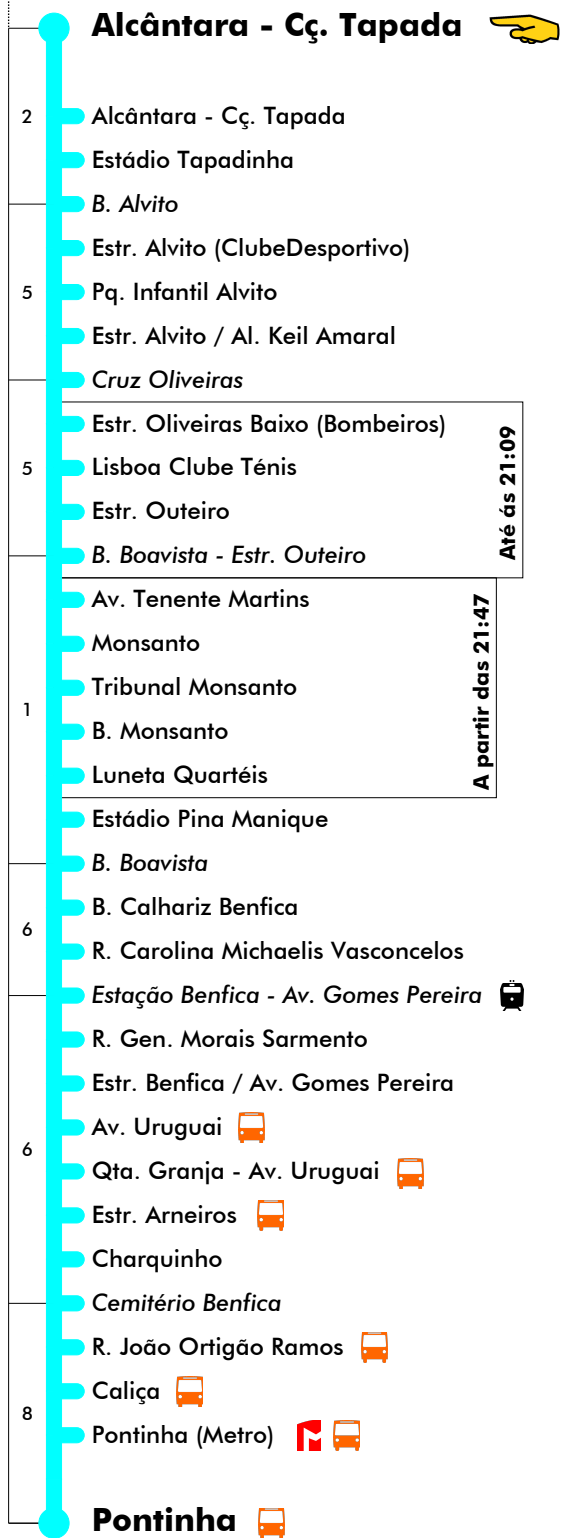 Alcântara - Cç. Tapada
2
Alcântara - Cç. Tapada
Estádio Tapadinha
B. Alvito
Estr. Alvito (ClubeDesportivo)
5
Pq. Infantil Alvito
Estr. Alvito / Al. Keil Amaral
Cruz Oliveiras
Estr. Oliveiras Baixo (Bombeiros)
5
Lisboa Clube Ténis
Estr. Outeiro
B. Boavista - Estr. Outeiro
Até ás 21:09
Av. Tenente Martins
Monsanto
Tribunal Monsanto
1
B. Monsanto
Luneta Quartéis
A partir das 21:47
Estádio Pina Manique
B. Boavista
B. Calhariz Benfica
6
R. Carolina Michaelis Vasconcelos
Estação Benfica - Av. Gomes Pereira
R. Gen. Morais Sarmento
Estr. Benfica / Av. Gomes Pereira
Av. Uruguai
6
Qta. Granja - Av. Uruguai
Estr. Arneiros
Charquinho
Cemitério Benfica
R. João Ortigão Ramos
Caliça
8
Pontinha (Metro)
Pontinha